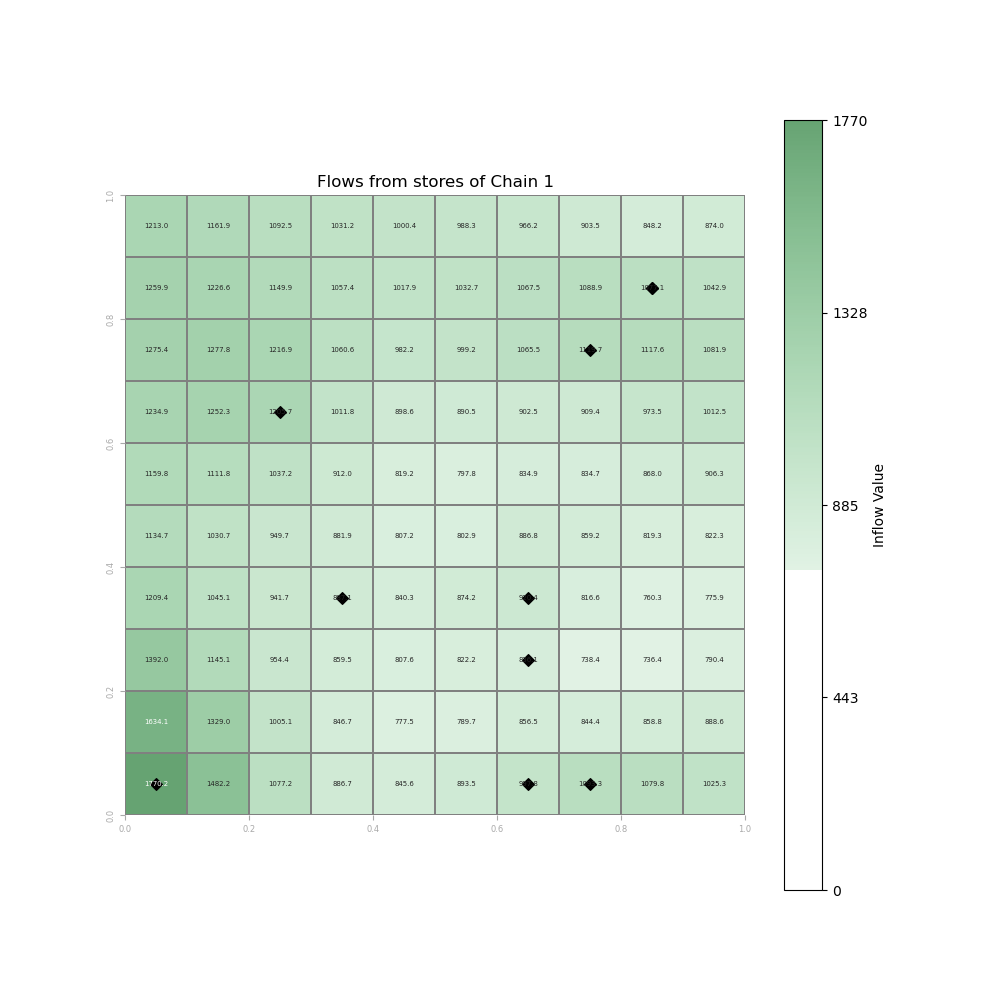 Flows from stores of Chain 1
1213.0 1161.9 1092.5 1031.2 1000.4 988.3 966.2 903.5 848.2 874.0
1259.9 1226.6 1149.9 1057.4 1017.9 1032.7 1067.5 1088.9 1042.9
1275.4 1277.8 1216.9 1060.6 982.2 999.2 1065.5 1117.6 1081.9
1234.9 1252.3 1011.8 898.6 890.5 902.5 909.4 973.5 1012.5
1159.8 1111.8 1037.2 912.0 819.2 797.8 834.9 834.7 868.0 906.3
1134.7 1030.7 949.7 881.9 807.2 802.9 886.8 859.2 819.3 822.3
1209.4 1045.1 941.7 840.3 874.2 816.6 760.3 775.9
1392.0 1145.1 954.4 859.5 807.6 822.2 738.4 736.4 790.4
1634.1 1329.0 1005.1 846.7 777.5 789.7 856.5 844.4 858.8 888.6
1482.2 1077.2 886.7 845.6 893.5 1079.8 1025.3
0.0 0.2 0.4 0.6 0.8 1.0
0.0 0.2 0.4 0.6 0.8 1.0
1770
1328
885
443
0
Inflow Value